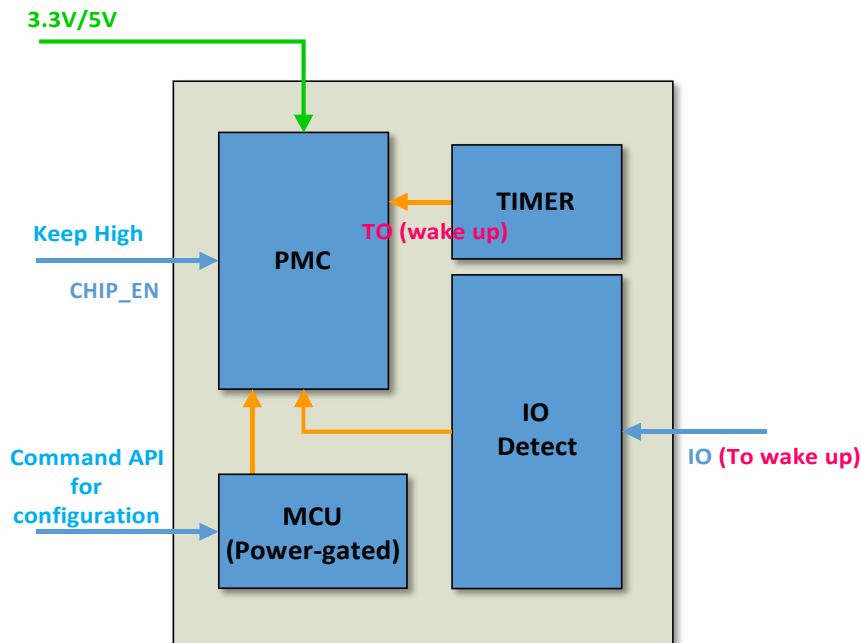 3.3V/5V
TIMER
TO (wake up)
Keep High
PMC
CHIP_EN
IO
Detect
IO (To wake up)
Command API
for
configuration
MCU
(Power-gated)